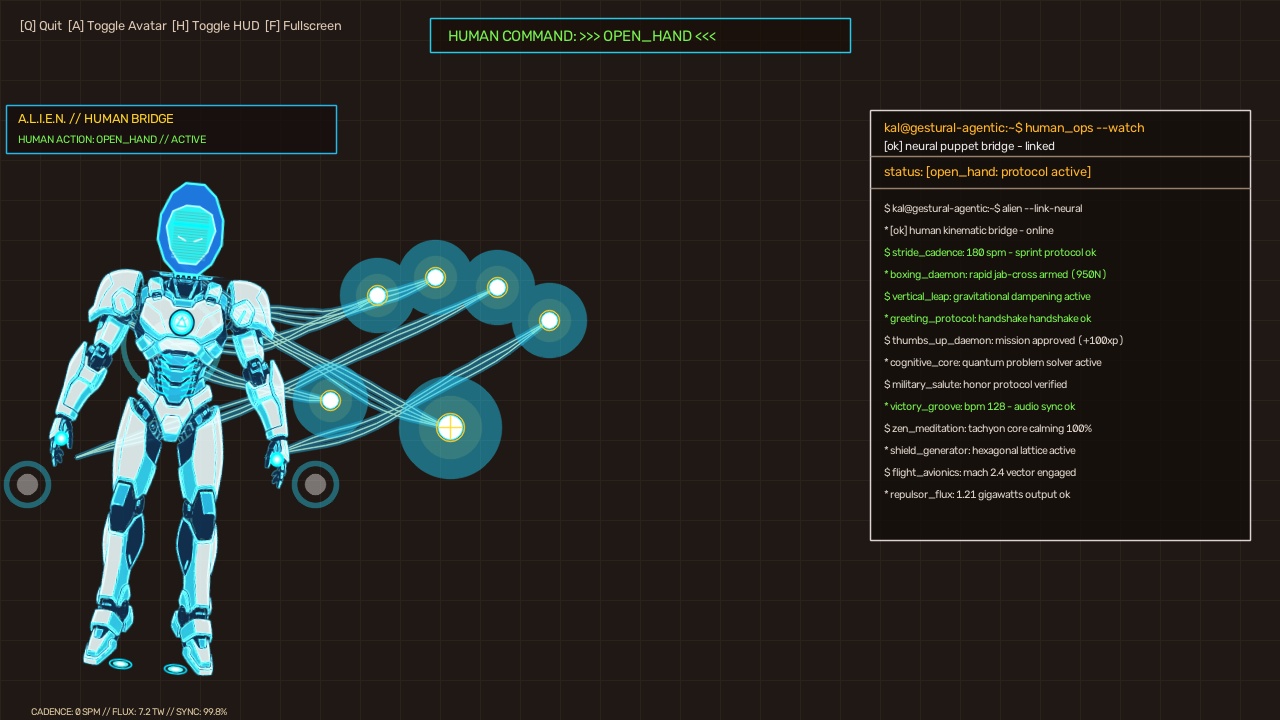 [Q] Quit  [A] Toggle Avatar  [H] Toggle HUD  [F] Fullscreen
HUMAN COMMAND: >>> OPEN_HAND <<<
A.L.I.E.N. // HUMAN BRIDGE
HUMAN ACTION: OPEN_HAND // ACTIVE
kal@gestural-agentic:~$ human_ops --watch
[ok] neural puppet bridge - linked
status: [open_hand: protocol active]
$ kal@gestural-agentic:~$ alien --link-neural
* [ok] human kinematic bridge - online
$ stride_cadence: 180 spm - sprint protocol ok
* boxing_daemon: rapid jab-cross armed (950N)
$ vertical_leap: gravitational dampening active
* greeting_protocol: handshake handshake ok
$ thumbs_up_daemon: mission approved (+100xp)
* cognitive_core: quantum problem solver active
$ military_salute: honor protocol verified
* victory_groove: bpm 128 - audio sync ok
$ zen_meditation: tachyon core calming 100%
* shield_generator: hexagonal lattice active
$ flight_avionics: mach 2.4 vector engaged
* repulsor_flux: 1.21 gigawatts output ok
CADENCE: 0 SPM // FLUX: 7.2 TW // SYNC: 99.8%